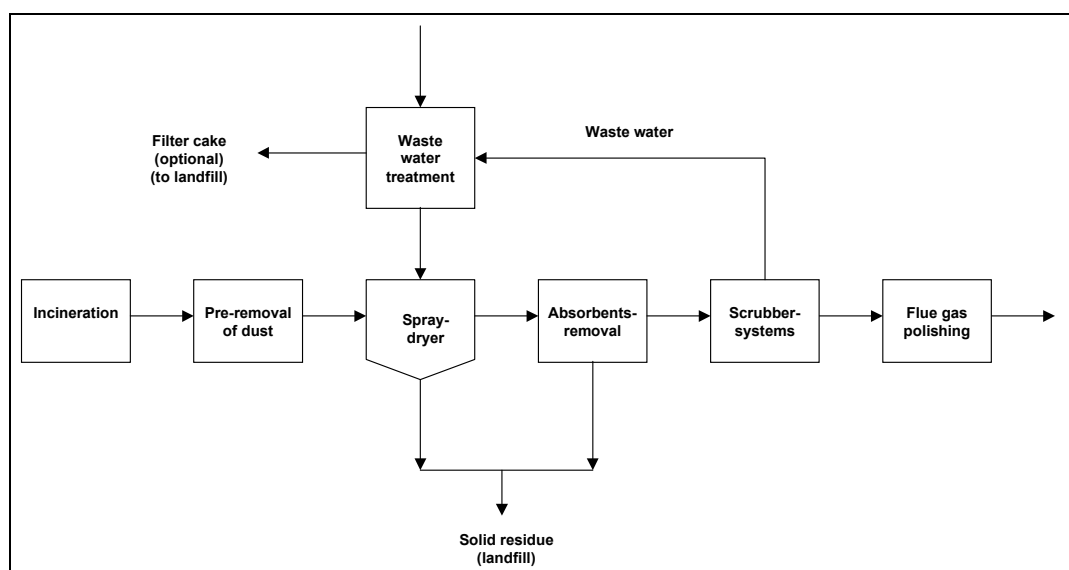 Filter cake
(optional)
(to landfill)
Waste
water
treatment
Waste water
Incineration
Pre-removal
of dust
Spray-
dryer
Absorbents-
removal
Scrubber-
systems
Flue gas
polishing
Solid residue
(landfill)